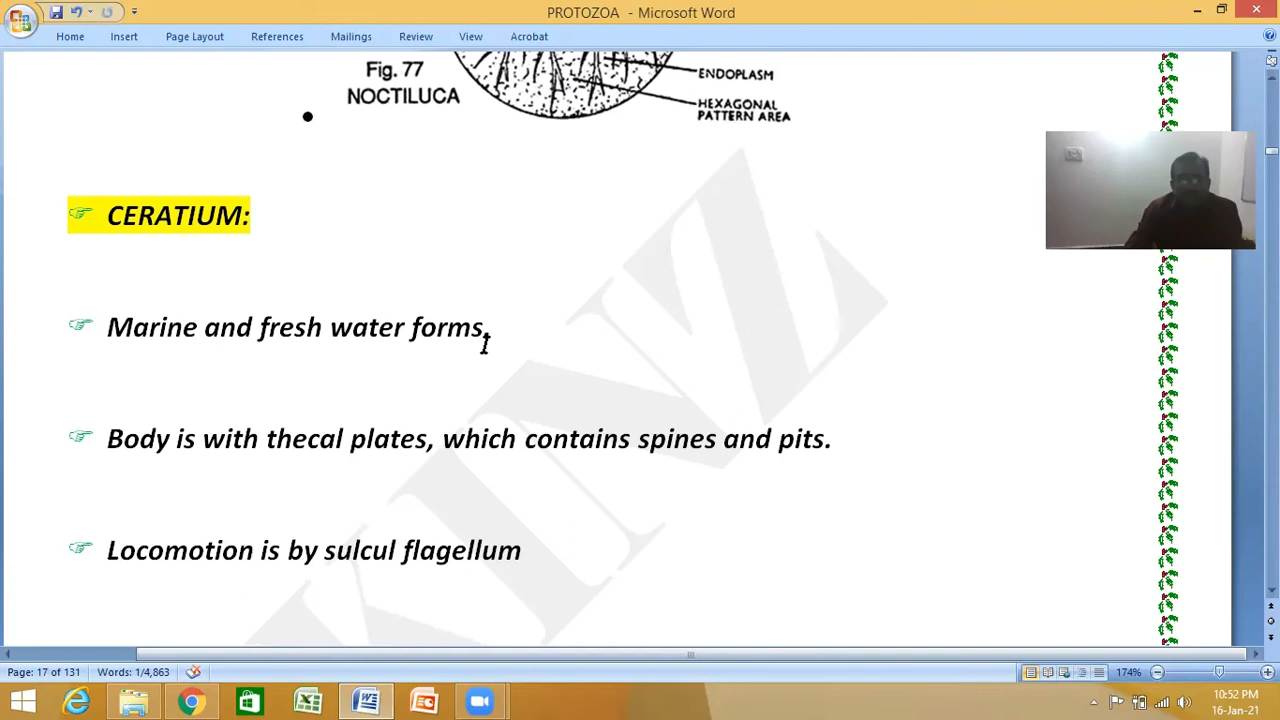 PROTOZOA - Microsoft Word
Home Insert Page Layout References Mailings Review View Acrobat
ENDOPLASM
Fig. 77
NOCTILUCA
HEXAGONAL
PATTERN AREA
CERATIUM:
Marine and fresh water forms.
Body is with thecal plates, which contains spines and pits.
Locomotion is by sulcul flagellum
KINZ
Page: 17 of 131 Words: 1/4,863 174%
10:52 PM
16-Jan-21